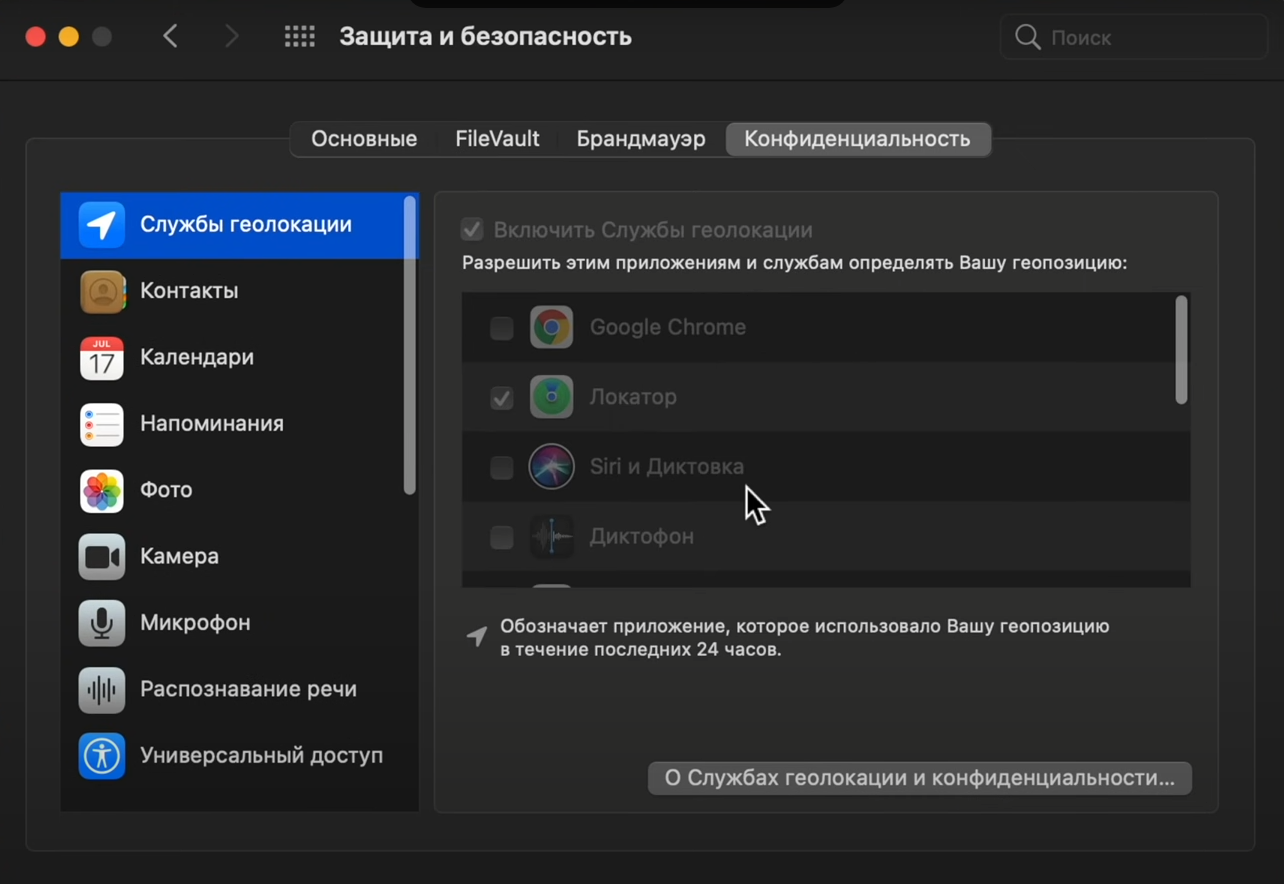 Защита и безопасность
Поиск
Основные
FileVault
Брандмауэр
Конфиденциальность
Службы геолокации
Контакты
JUL
17
Календари
Напоминания
Фото
Камера
Микрофон
Распознавание речи
Универсальный доступ
Включить Службы геолокации
Разрешить этим приложениям и службам определять Вашу геопозицию:
Google Chrome
Локатор
Siri и Диктовка
Диктофон
Обозначает приложение, которое использовало Вашу геопозицию
в течение последних 24 часов.
О Службах геолокации и конфиденциальности...